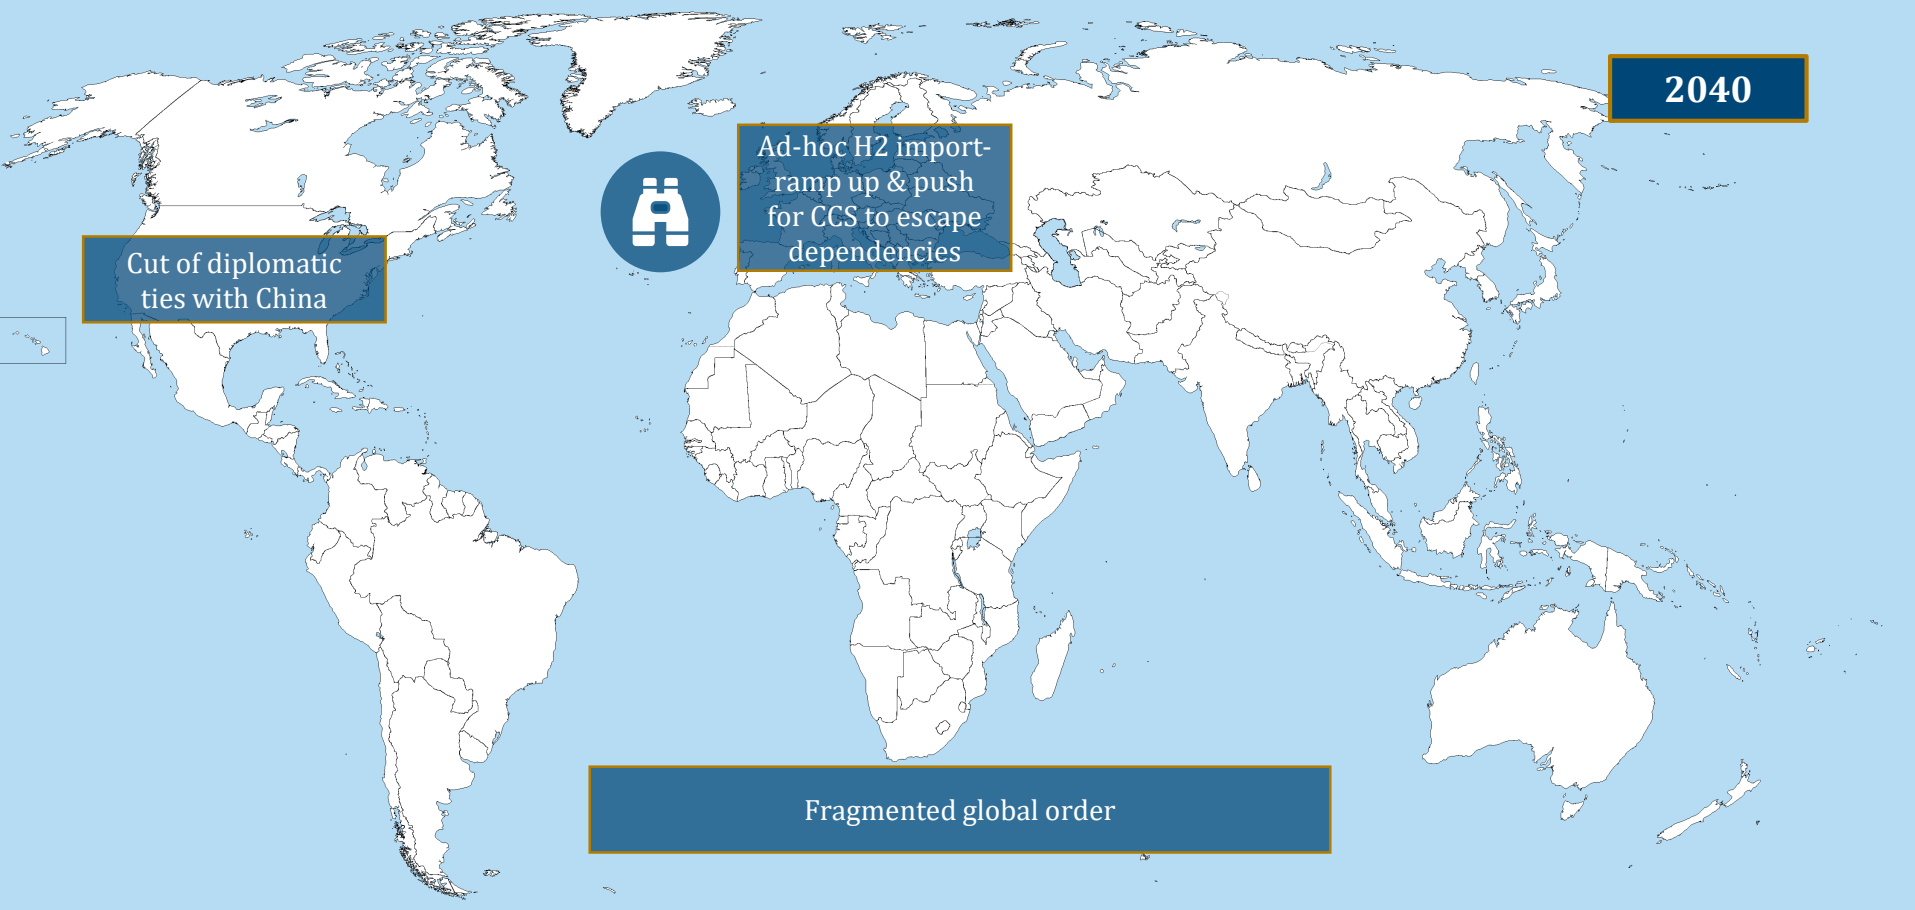 2040
Ad-hoc H2 import-
ramp up & push
for CCS to escape
dependencies
Cut of diplomatic
ties with China
Fragmented global order